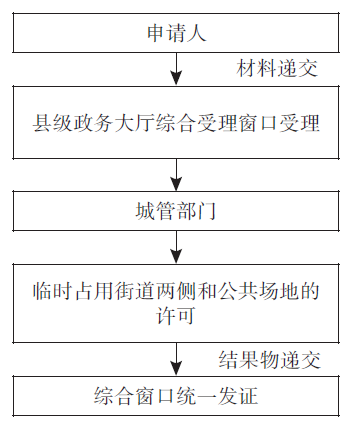 申请人
材料递交
县级政务大厅综合受理窗口受理
城管部门
临时占用街道两侧和公共场地的
许可
结果物递交
综合窗口统一发证